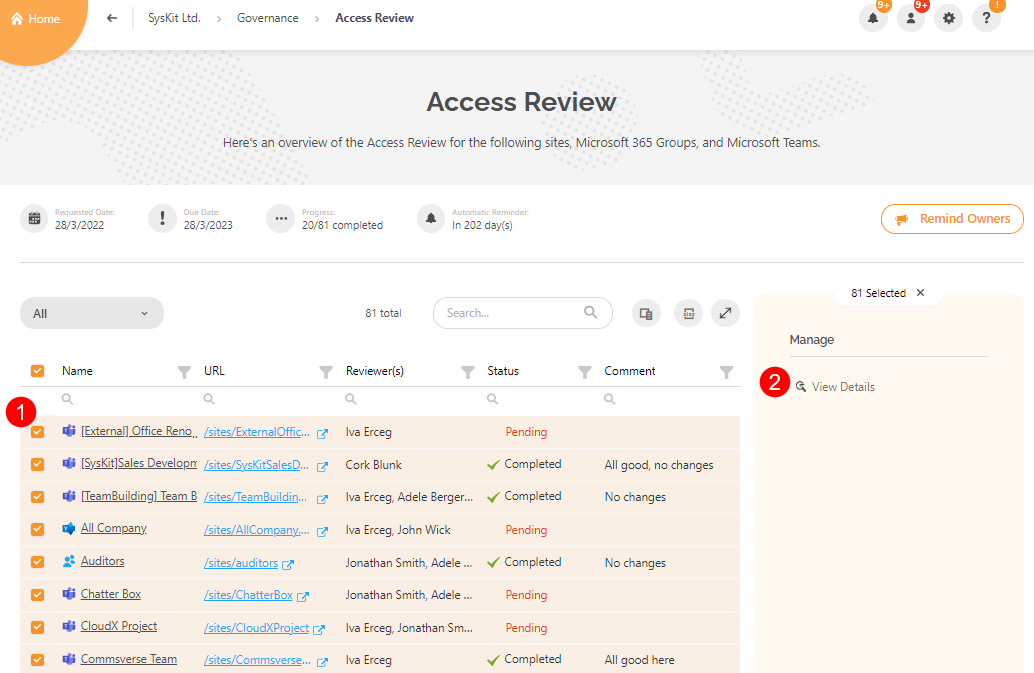 Home
SysKit Ltd. > Governance > Access Review
9+ 9+ ! ?
Access Review
Here's an overview of the Access Review for the following sites, Microsoft 365 Groups, and Microsoft Teams.
Requested Date: Due Date: Progress: Automatic Reminder:
28/3/2022 28/3/2023 20/81 completed In 202 day(s)
Remind Owners
81 Selected
All 81 total Search...
Manage
Name URL Reviewer(s) Status Comment
2 View Details
1
[External] Office Reno /sites/ExternalOffic... Iva Erceg Pending
[SysKit]Sales Developm /sites/SysKitSalesD... Cork Blunk Completed All good, no changes
[TeamBuilding] Team B /sites/TeamBuildin... Iva Erceg, Adele Berger... Completed No changes
All Company /sites/AllCompany.... Iva Erceg, John Wick Pending
Auditors /sites/auditors Jonathan Smith, Adele ... Completed No changes
Chatter Box /sites/ChatterBox Jonathan Smith, Adele ... Pending
CloudX Project /sites/CloudXProject Iva Erceg, Jonathan Sm... Pending
Commsverse Team /sites/Commsverse... Iva Erceg Completed All good here